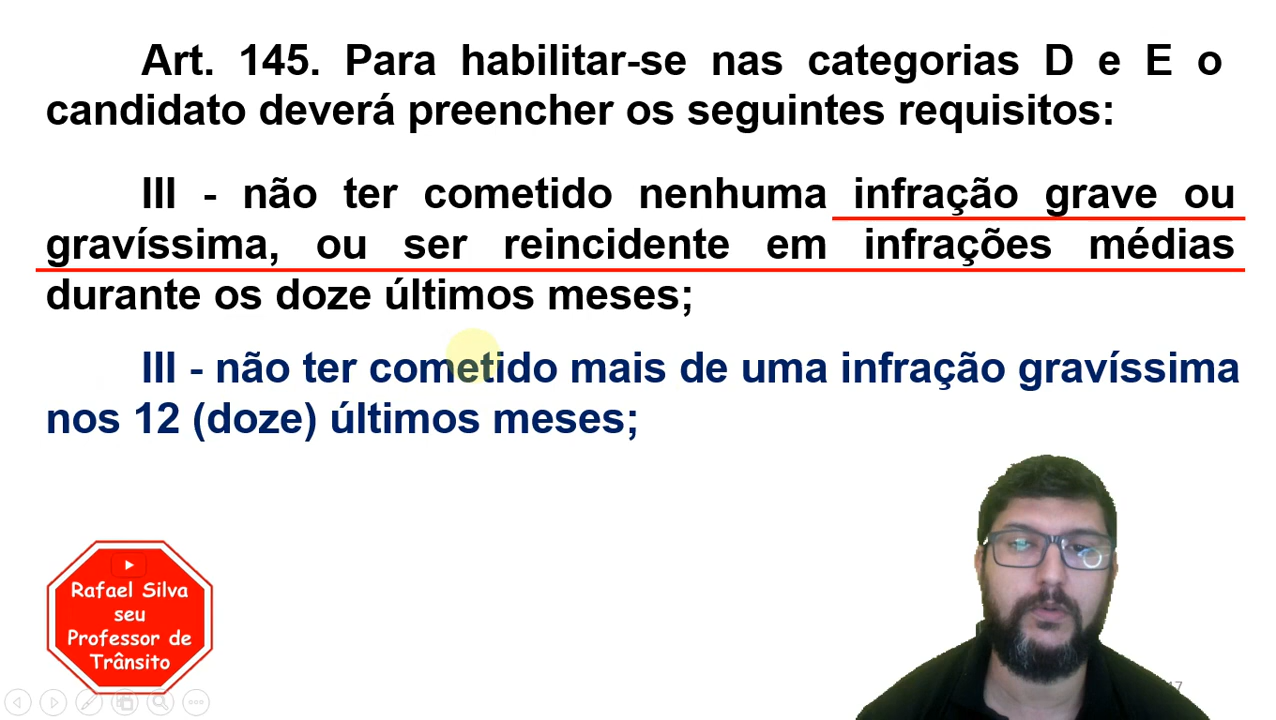 Art. 145. Para habilitar-se nas categorias D e E o
candidato deverá preencher os seguintes requisitos:
III - não ter cometido nenhuma infração grave ou
gravíssima, ou ser reincidente em infrações médias
durante os doze últimos meses;
III - não ter cometido mais de uma infração gravíssima
nos 12 (doze) últimos meses;
Rafael Silva
seu
Professor de
Trânsito
17